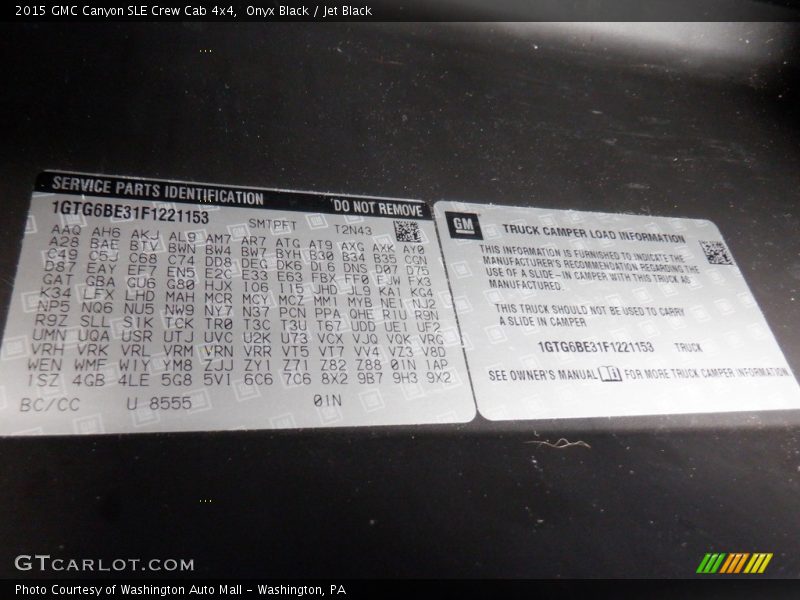 2015 GMC Canyon SLE Crew Cab 4x4,  Onyx Black / Jet Black
SERVICE PARTS IDENTIFICATION 'DO NOT REMOVE
1GTG6BE31F1221153 SMTPFT T2N43
AAQ AH6 AKJ AL9 AM7 AR7 ATG AT9 AXG AXK AY0
A28 BAE BTV BWN BW4 BW7 BYH B30 B34 B35 CGN
C49 C5J C68 C74 DD8 DEG DK6 DL6 DNS D07 D75
D87 EAY EF7 EN5 E2C E33 E63 FBX FF0 FJW FX3
GAT GBA GU6 G80 HJX IO6 I15 JHD JL9 KA1 KG4
K34 LFX LHD MAH MCR MCY MCZ MM1 MYB NE1 NJ2
NP5 NQ6 NU5 NW9 NY7 N37 PCN PPA QHE R1U R9N
R9Z SLL S1K TCK TR0 T3C T3U T67 UDD UE1 UF2
UMN UQA USR UTJ UVC U2K U73 VCX VJQ VQK VRG
VRH VRK VRL VRM VRN VRR VT5 VT7 VV4 VZ3 V8D
WEN WMF W1Y YM8 ZJJ ZY1 Z71 Z82 Z88 01N 1AP
1SZ 4GB 4LE 5G8 5V1 6C6 7C6 8X2 9B7 9H3 9X2
BC/CC U 8555 01N
GM TRUCK CAMPER LOAD INFORMATION
THIS INFORMATION IS FURNISHED TO INDICATE THE
MANUFACTURER'S RECOMMENDATION REGARDING THE
USE OF A SLIDE - IN CAMPER WITH THIS TRUCK AS
MANUFACTURED.
THIS TRUCK SHOULD NOT BE USED TO CARRY
A SLIDE IN CAMPER
1GTG6BE31F1221153 TRUCK
SEE OWNER'S MANUAL FOR MORE TRUCK CAMPER INFORMATION
GTCARLOT.COM
Photo Courtesy of Washington Auto Mall - Washington, PA